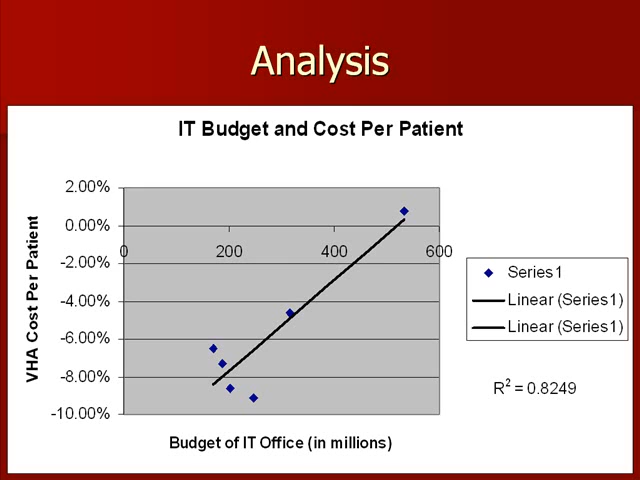 Analysis
IT Budget and Cost Per Patient
2.00%
0.00%
-2.00%
-4.00%
-6.00%
-8.00%
-10.00%
0
200
400
600
VHA Cost Per Patient
Budget of IT Office (in millions)
Series1
Linear (Series1)
Linear (Series1)
R² = 0.8249